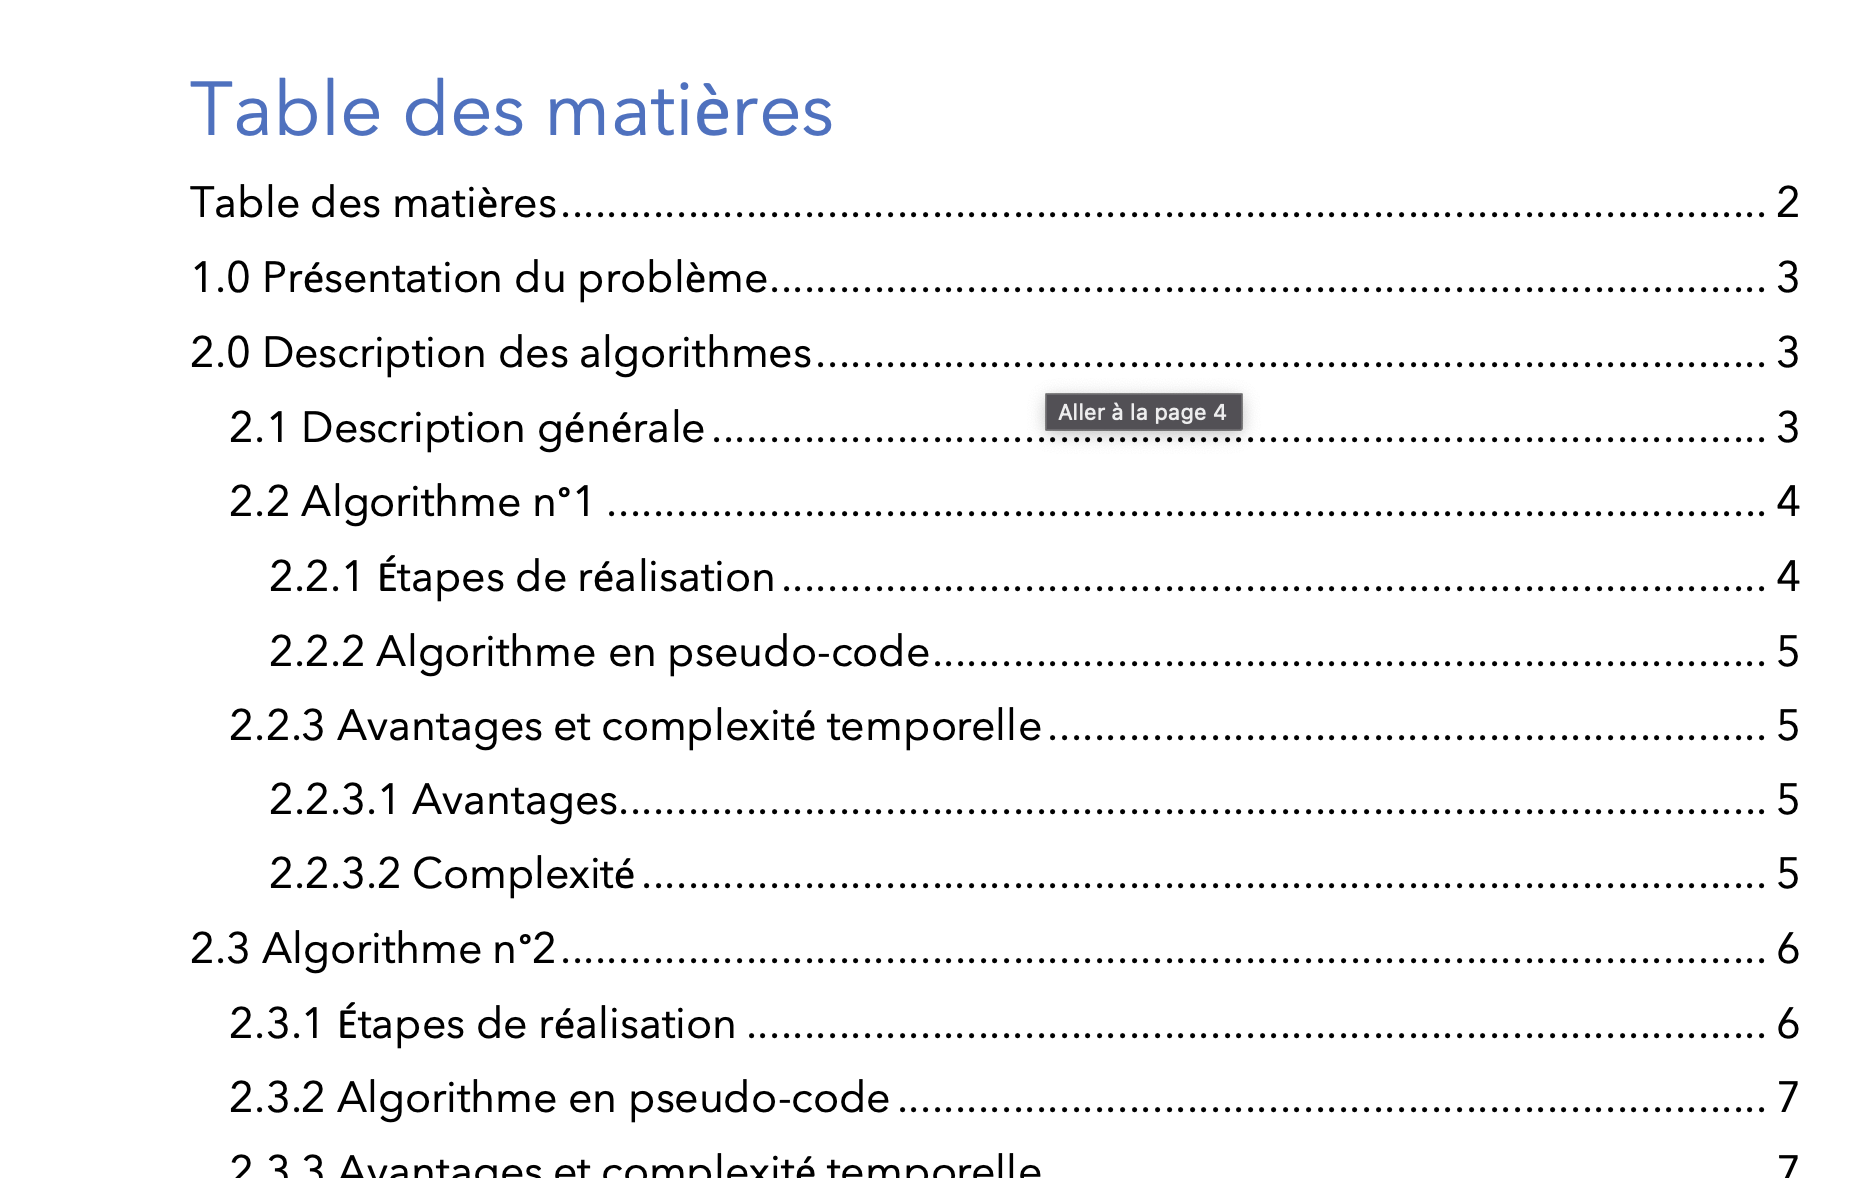 Table des matières
Table des matières........................................................................................................ 2
1.0 Présentation du problème...................................................................................... 3
2.0 Description des algorithmes.................................................................................. 3
Aller à la page 4
2.1 Description générale........................................................................................... 3
2.2 Algorithme n°1 .................................................................................................... 4
2.2.1 Étapes de réalisation..................................................................................... 4
2.2.2 Algorithme en pseudo-code........................................................................ 5
2.2.3 Avantages et complexité temporelle.............................................................. 5
2.2.3.1 Avantages................................................................................................... 5
2.2.3.2 Complexité................................................................................................. 5
2.3 Algorithme n°2........................................................................................................ 6
2.3.1 Étapes de réalisation ........................................................................................ 6
2.3.2 Algorithme en pseudo-code........................................................................... 7
2.3.3 Avantages et complexité temporelle 7